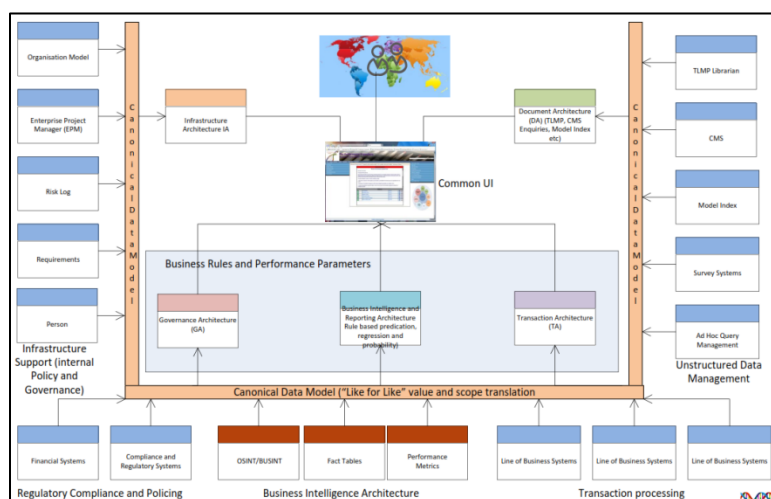 Organisation Model
Enterprise Project
Manager (EPM)
Risk Log
Requirements
Person
Infrastructure
Support (internal
Policy and
Governance)
Canonical Data Model
Infrastructure
Architecture IA
Common UI
Document Architecture
(DA) (TLMP, CMS
Enquiries, Model Index
etc)
Canonical Data Model
TLMP Librarian
CMS
Model Index
Survey Systems
Ad Hoc Query
Management
Unstructured Data
Management
Business Rules and Performance Parameters
Governance Architecture
(GA)
Business Intelligence and
Reporting Architecture
Rule based predication,
regression and
probability)
Transaction Architecture
(TA)
Canonical Data Model ("Like for Like" value and scope translation
Financial Systems
Compliance and
Regulatory Systems
OSINT/BUSINT
Fact Tables
Performance
Metrics
Line of Business Systems
Line of Business Systems
Line of Business Systems
Regulatory Compliance and Policing
Business Intelligence Architecture
Transaction processing